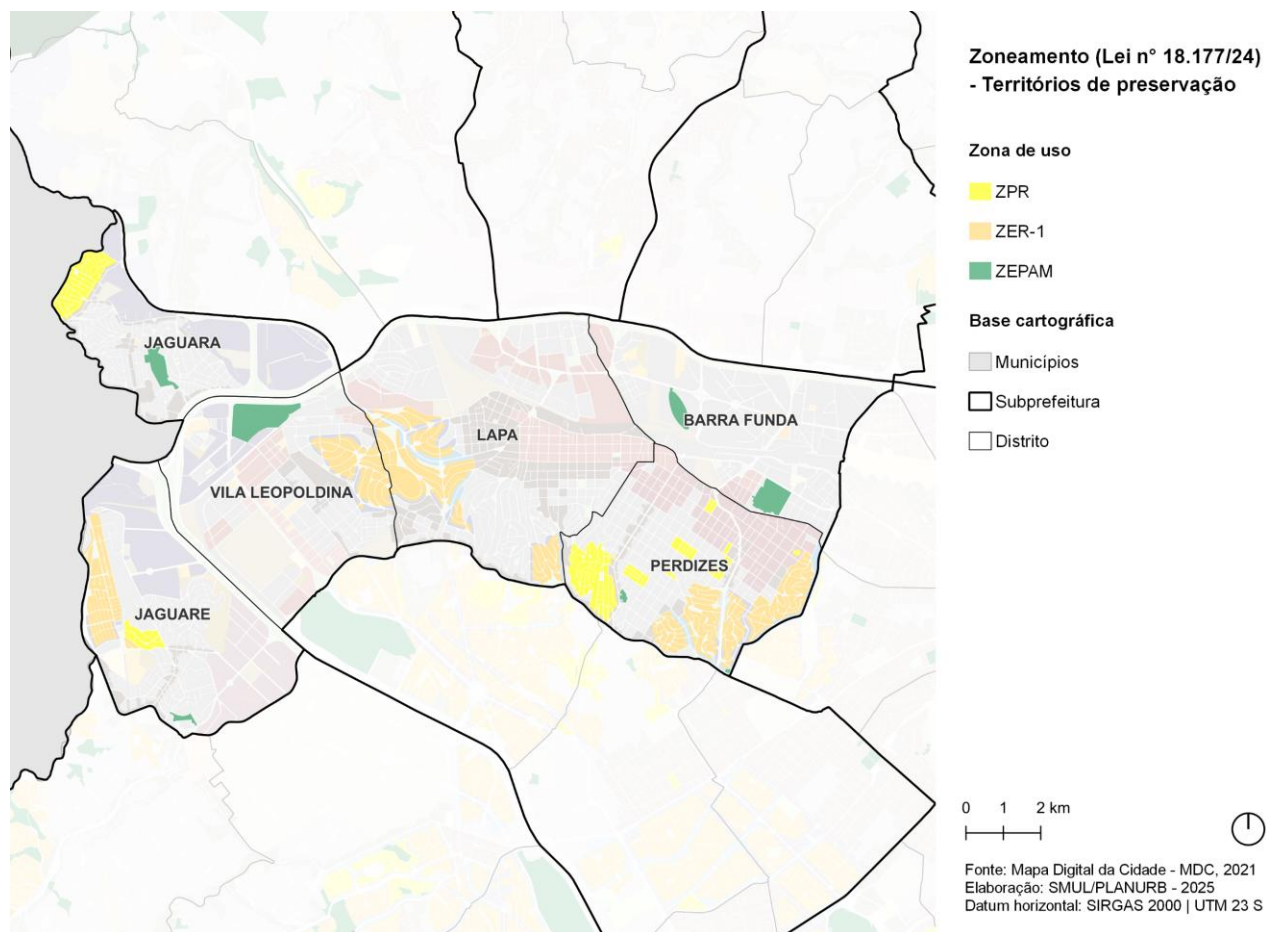 Zoneamento (Lei n° 18.177/24)
- Territórios de preservação
Zona de uso
ZPR
ZER-1
ZEPAM
Base cartográfica
Municípios
Subprefeitura
Distrito
JAGUARA
BARRA FUNDA
LAPA
VILA LEOPOLDINA
PERDIZES
JAGUARE
0 1 2 km
Fonte: Mapa Digital da Cidade - MDC, 2021
Elaboração: SMUL/PLANURB - 2025
Datum horizontal: SIRGAS 2000 | UTM 23 S